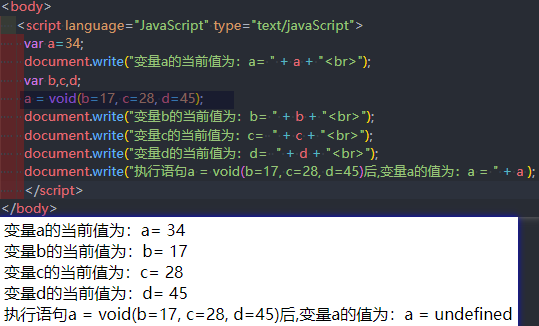 <body>
<script language="JavaScript" type="text/javaScript">
var a=34;
document.write("变量a的当前值为：a= " + a + "<br>");
var b,c,d;
a = void(b=17, c=28, d=45);
document.write("变量b的当前值为：b= " + b + "<br>");
document.write("变量c的当前值为：c= " + c + "<br>");
document.write("变量d的当前值为：d= " + d + "<br>");
document.write("执行语句a = void(b=17, c=28, d=45)后,变量a的值为：a = " + a );
</script>
</body>
变量a的当前值为：a= 34
变量b的当前值为：b= 17
变量c的当前值为：c= 28
变量d的当前值为：d= 45
执行语句a = void(b=17, c=28, d=45)后,变量a的值为：a = undefined